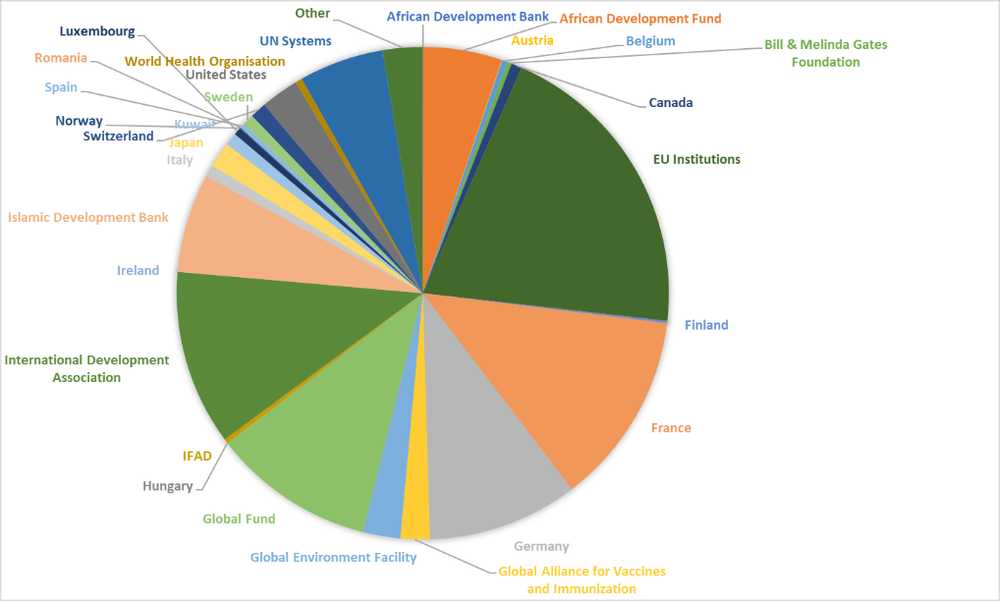 Other
African Development Bank
African Development Fund
Luxembourg
UN Systems
Austria
Belgium
Bill & Melinda Gates
Foundation
Romania
World Health Organisation
United States
Spain
Sweden
Canada
Norway
Kuwait
Switzerland
Japan
Italy
EU Institutions
Islamic Development Bank
Ireland
Finland
International Development
Association
France
IFAD
Hungary
Global Fund
Germany
Global Environment Facility
Global Alliance for Vaccines
and Immunization